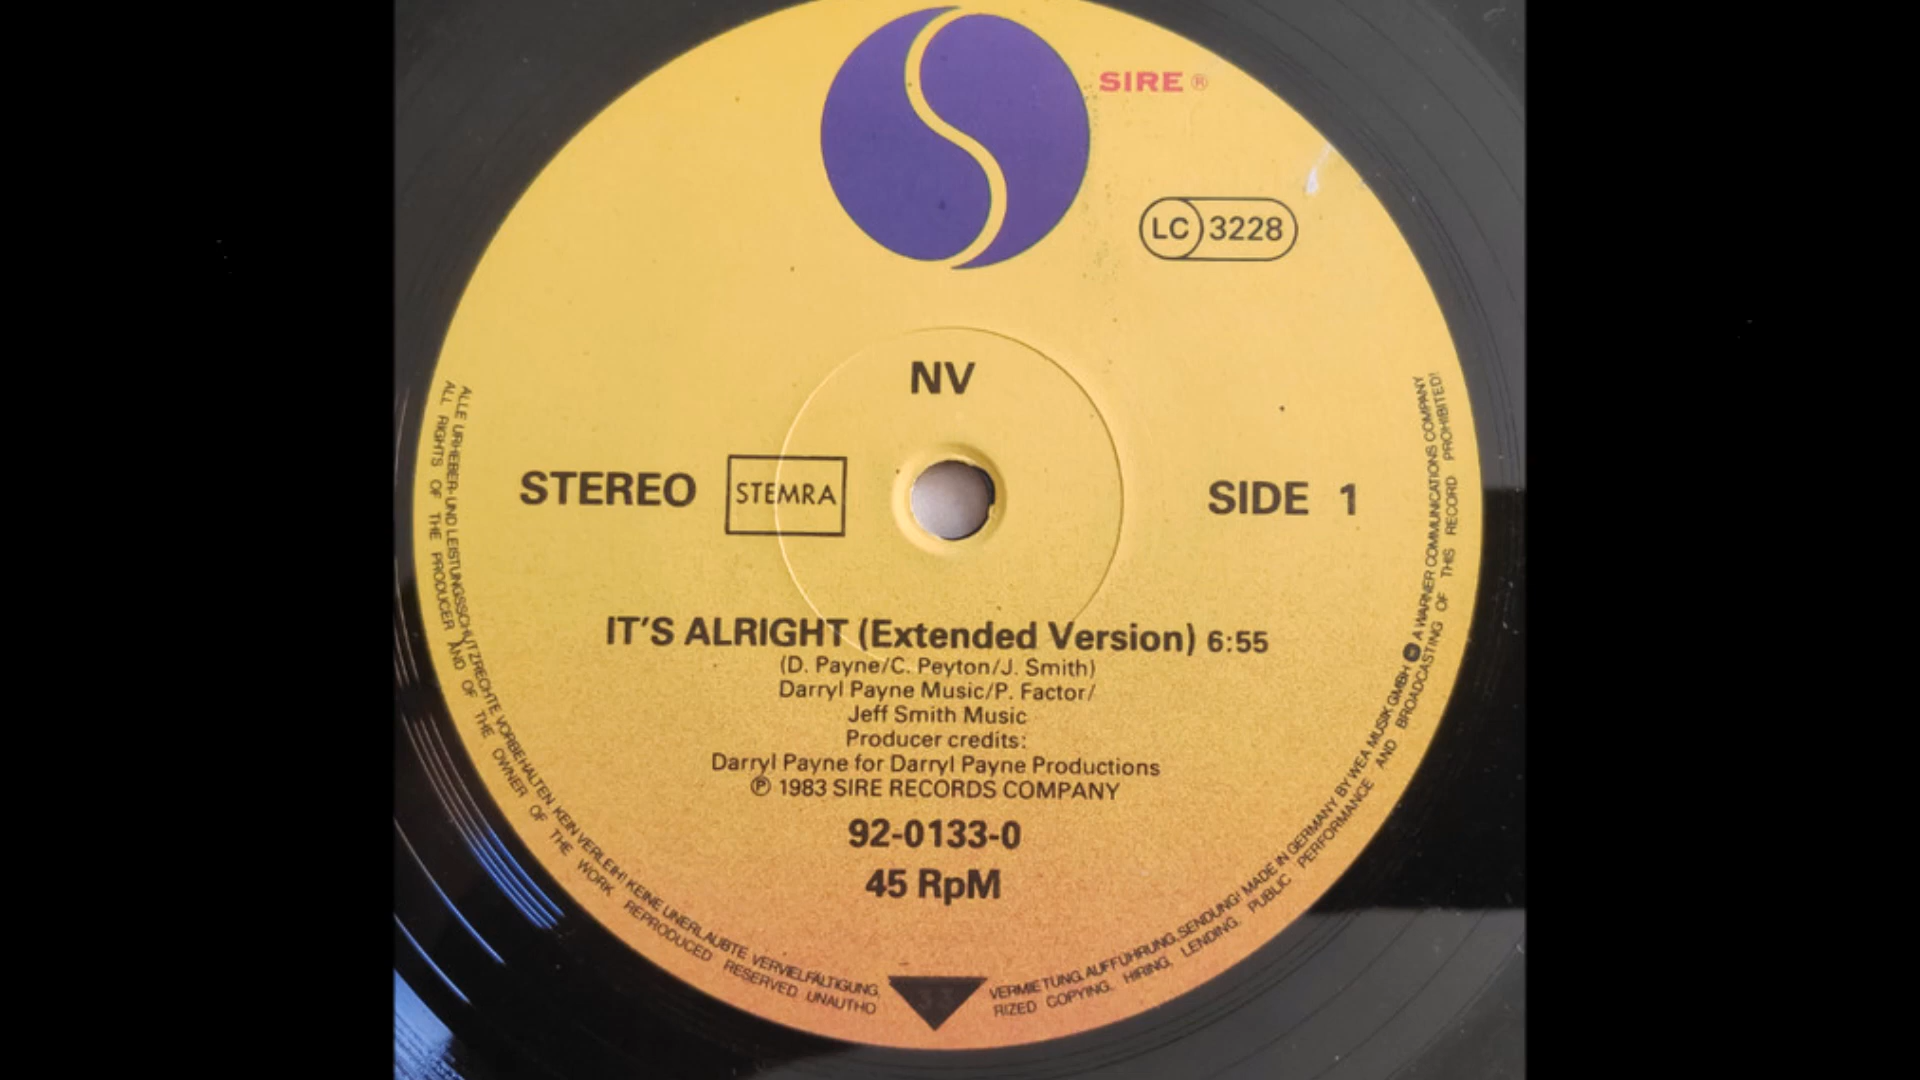 SIRE ®
LC 3228
NV
STEREO STEMRA SIDE 1
IT'S ALRIGHT (Extended Version) 6:55
(D. Payne/C. Peyton/J. Smith)
Darryl Payne Music/P. Factor/
Jeff Smith Music
Producer credits:
Darryl Payne for Darryl Payne Productions
℗ 1983 SIRE RECORDS COMPANY
92-0133-0
45 RpM
33
ALLE URHEBER- UND LEISTUNGSSCHUTZRECHTE VORBEHALTEN KEIN VERLEIH! KEINE UNERLAUBTE VERVIELFÄLTIGUNG, VERMIETUNG, AUFFÜHRUNG, SENDUNG! MADE IN GERMANY BY WEA MUSIK GMBH A WARNER COMMUNICATIONS COMPANY
ALL RIGHTS OF THE PRODUCER AND OF THE OWNER OF THE WORK REPRODUCED RESERVED UNAUTHORIZED COPYING, HIRING, LENDING, PUBLIC PERFORMANCE AND BROADCASTING OF THIS RECORD PROHIBITED!